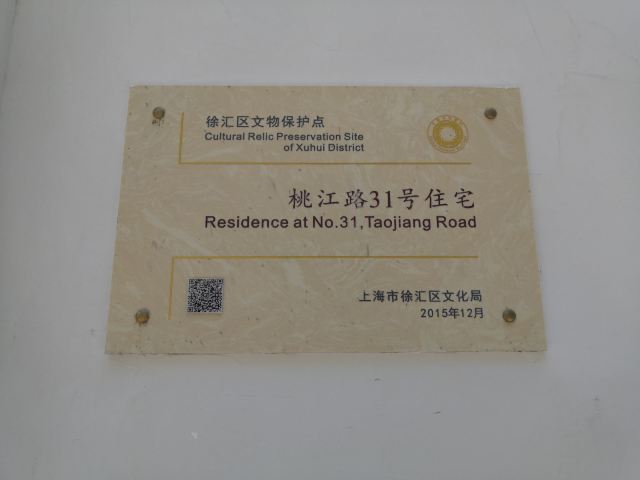 徐汇区文物保护点
Cultural Relic Preservation Site
of Xuhui District
桃江路31号住宅
Residence at No.31,Taojiang Road
上海市徐汇区文化局
2015年12月